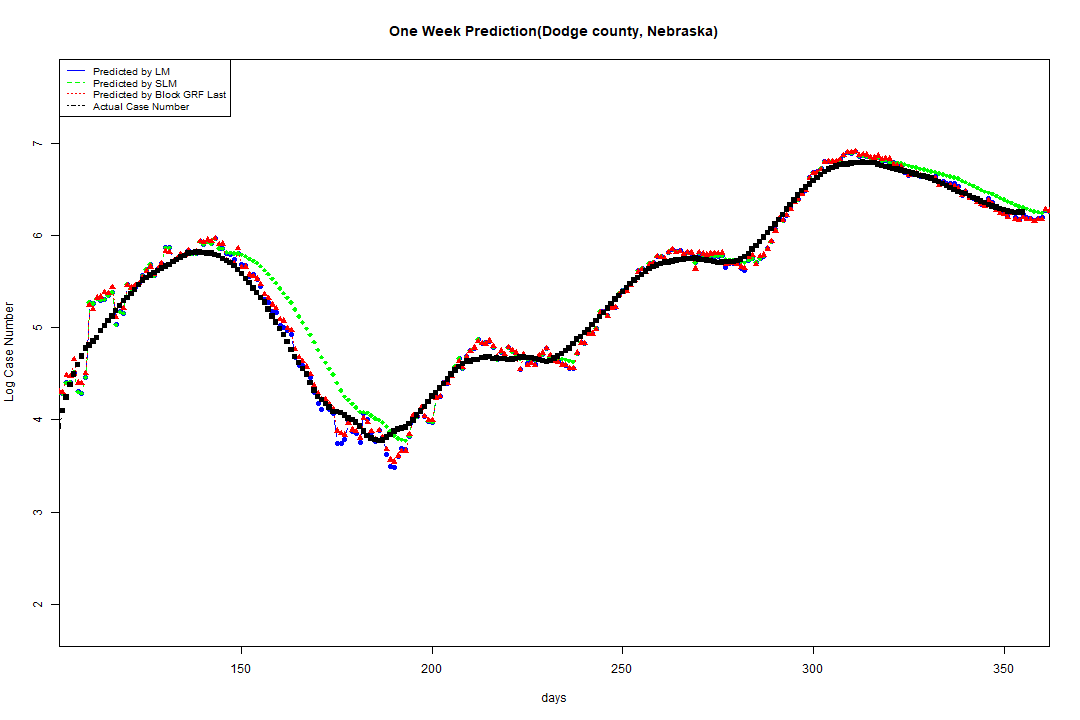 One Week Prediction(Dodge county, Nebraska)
Predicted by LM
Predicted by SLM
Predicted by Block GRF Last
Actual Case Number
7
6
5
4
3
2
Log Case Number
150 200 250 300 350
days